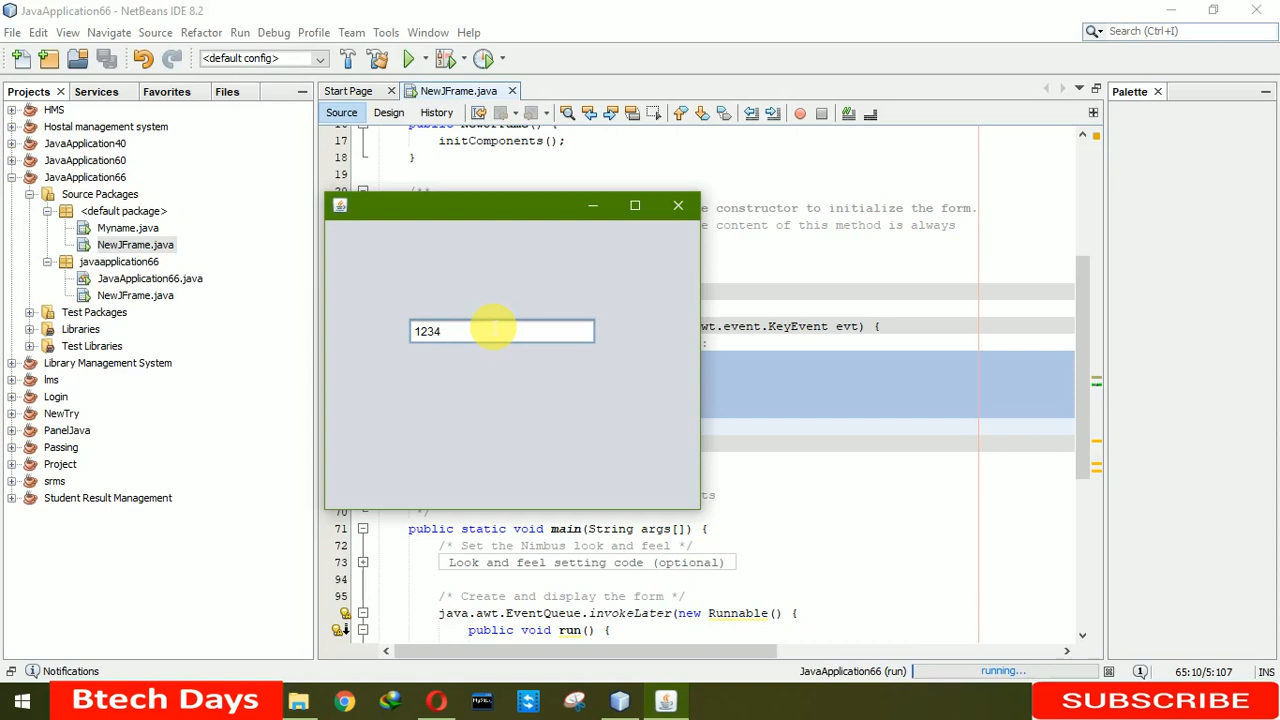 JavaApplication66 - NetBeans IDE 8.2
File Edit View Navigate Source Refactor Run Debug Profile Team Tools Window Help
Search (Ctrl+I)
<default config>
Projects Services Favorites Files
Start Page NewJFrame.java
Palette
Source Design History
HMS
Hostal management system
JavaApplication40
JavaApplication60
JavaApplication66
Source Packages
<default package>
Myname.java
NewJFrame.java
javaapplication66
JavaApplication66.java
NewJFrame.java
Test Packages
Libraries
Test Libraries
Library Management System
lms
Login
NewTry
PanelJava
Passing
Project
srms
Student Result Management
17 initComponents();
18 }
19
/**
e constructor to initialize the form.
e content of this method is always
wt.event.KeyEvent evt) {
1234
*/
71 public static void main(String args[]) {
72 /* Set the Nimbus look and feel */
73 Look and feel setting code (optional)
94
95 /* Create and display the form */
java.awt.EventQueue.invokeLater(new Runnable() {
public void run() {
Notifications
JavaApplication66 (run) running...
1
65:10/5:107 INS
Btech Days
SUBSCRIBE